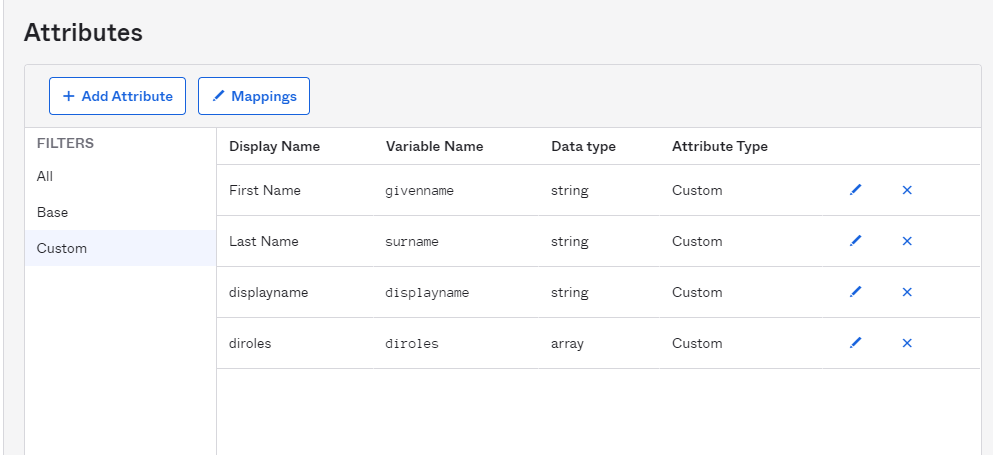 Attributes
+ Add Attribute Mappings
FILTERS
All
Base
Custom
Display Name Variable Name Data type Attribute Type
First Name givenname string Custom
Last Name surname string Custom
displayname displayname string Custom
diroles diroles array Custom